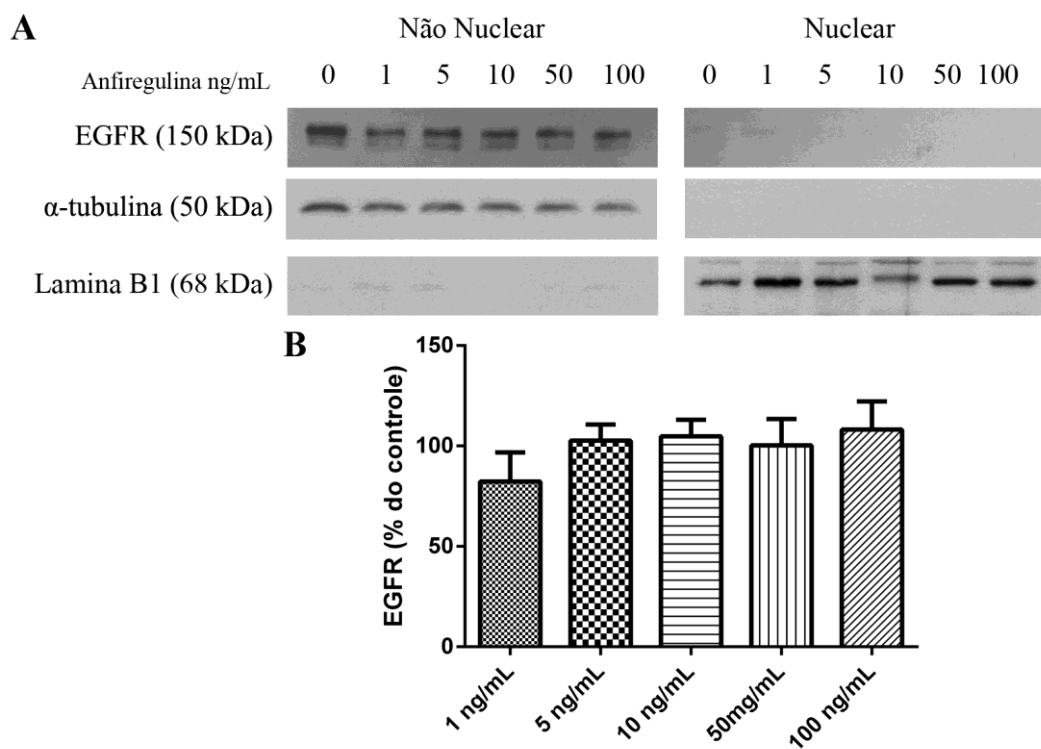 A
Não Nuclear Nuclear
Anfiregulina ng/mL 0 1 5 10 50 100 0 1 5 10 50 100
EGFR (150 kDa)
α-tubulina (50 kDa)
Lamina B1 (68 kDa)
B
EGFR (% do controle)
150
100
50
0
1 ng/mL
5 ng/mL
10 ng/mL
50mg/mL
100 ng/mL